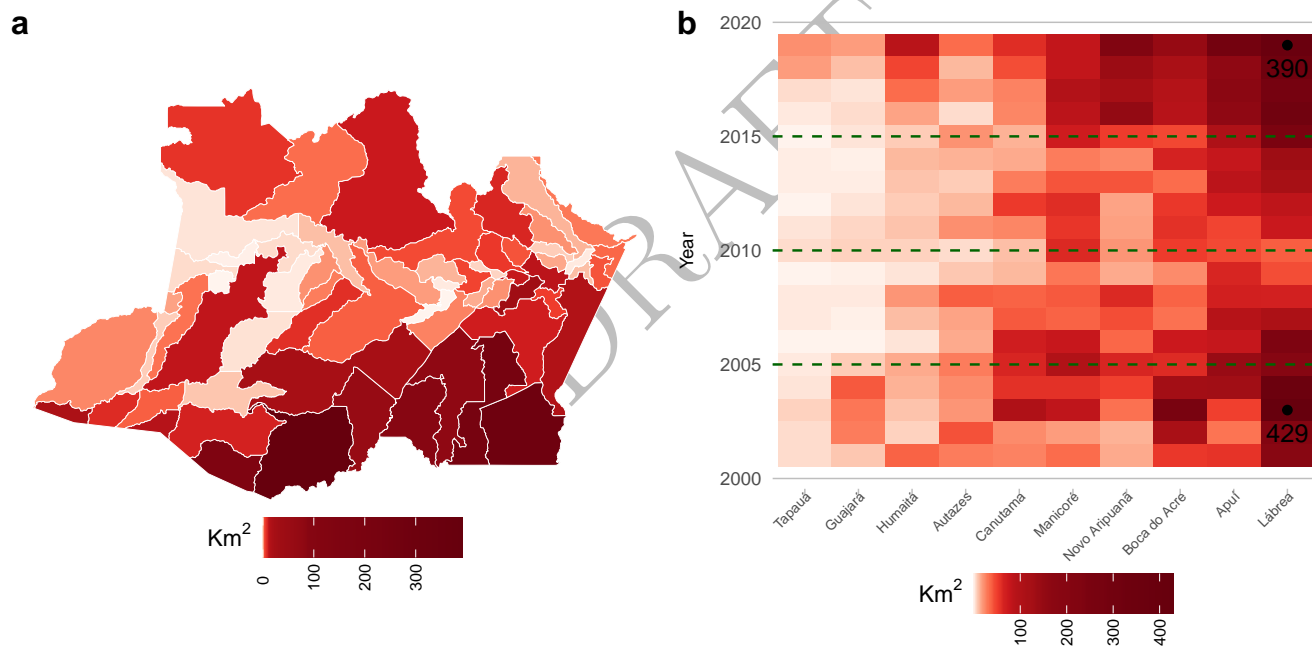 a
Km²
0
100
200
300
b
DRAFT
Year
2020
2015
2010
2005
2000
390
429
Tapauá
Guajará
Humaitá
Autazes
Canutama
Manicoré
Novo Aripuanã
Boca do Acre
Apuí
Lábrea
Km²
100
200
300
400